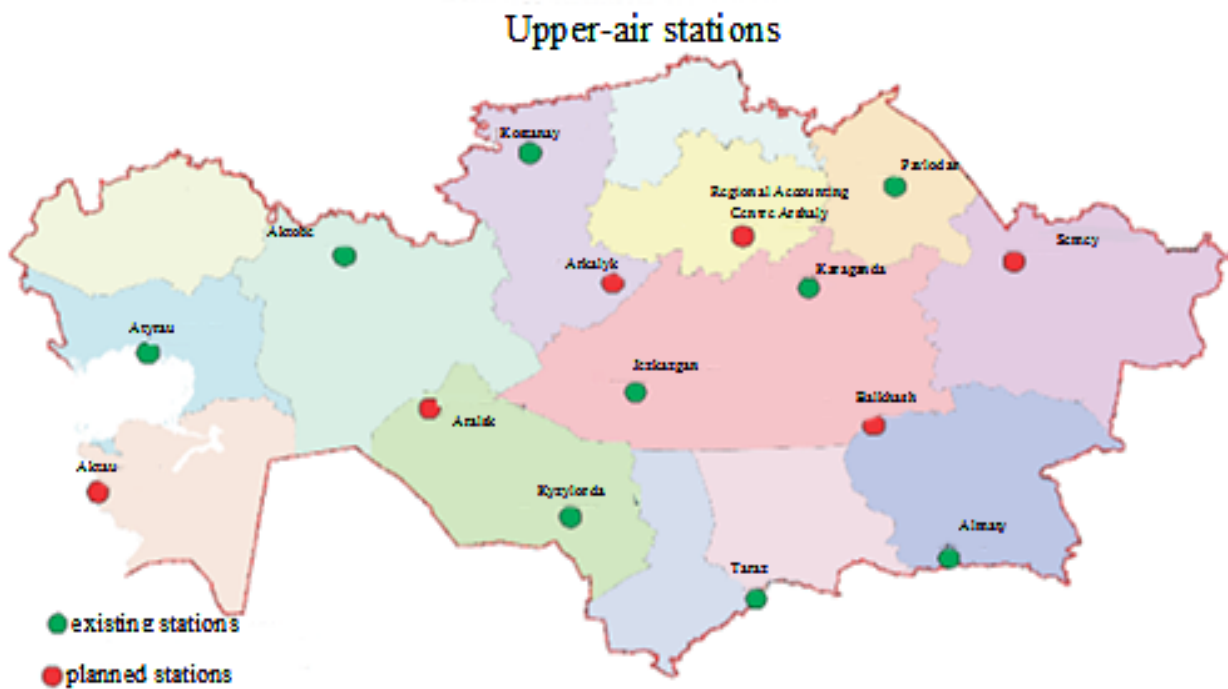 Upper-air stations
Kostanay
Pavlodar
Regional Accounting
Centre Arshaly
Aktobe
Semey
Arkalyk
Karaganda
Atyrau
Jezkazgan
Balkhash
Aralsk
Aktau
Kyzylorda
Almaty
Taraz
existing stations
planned stations